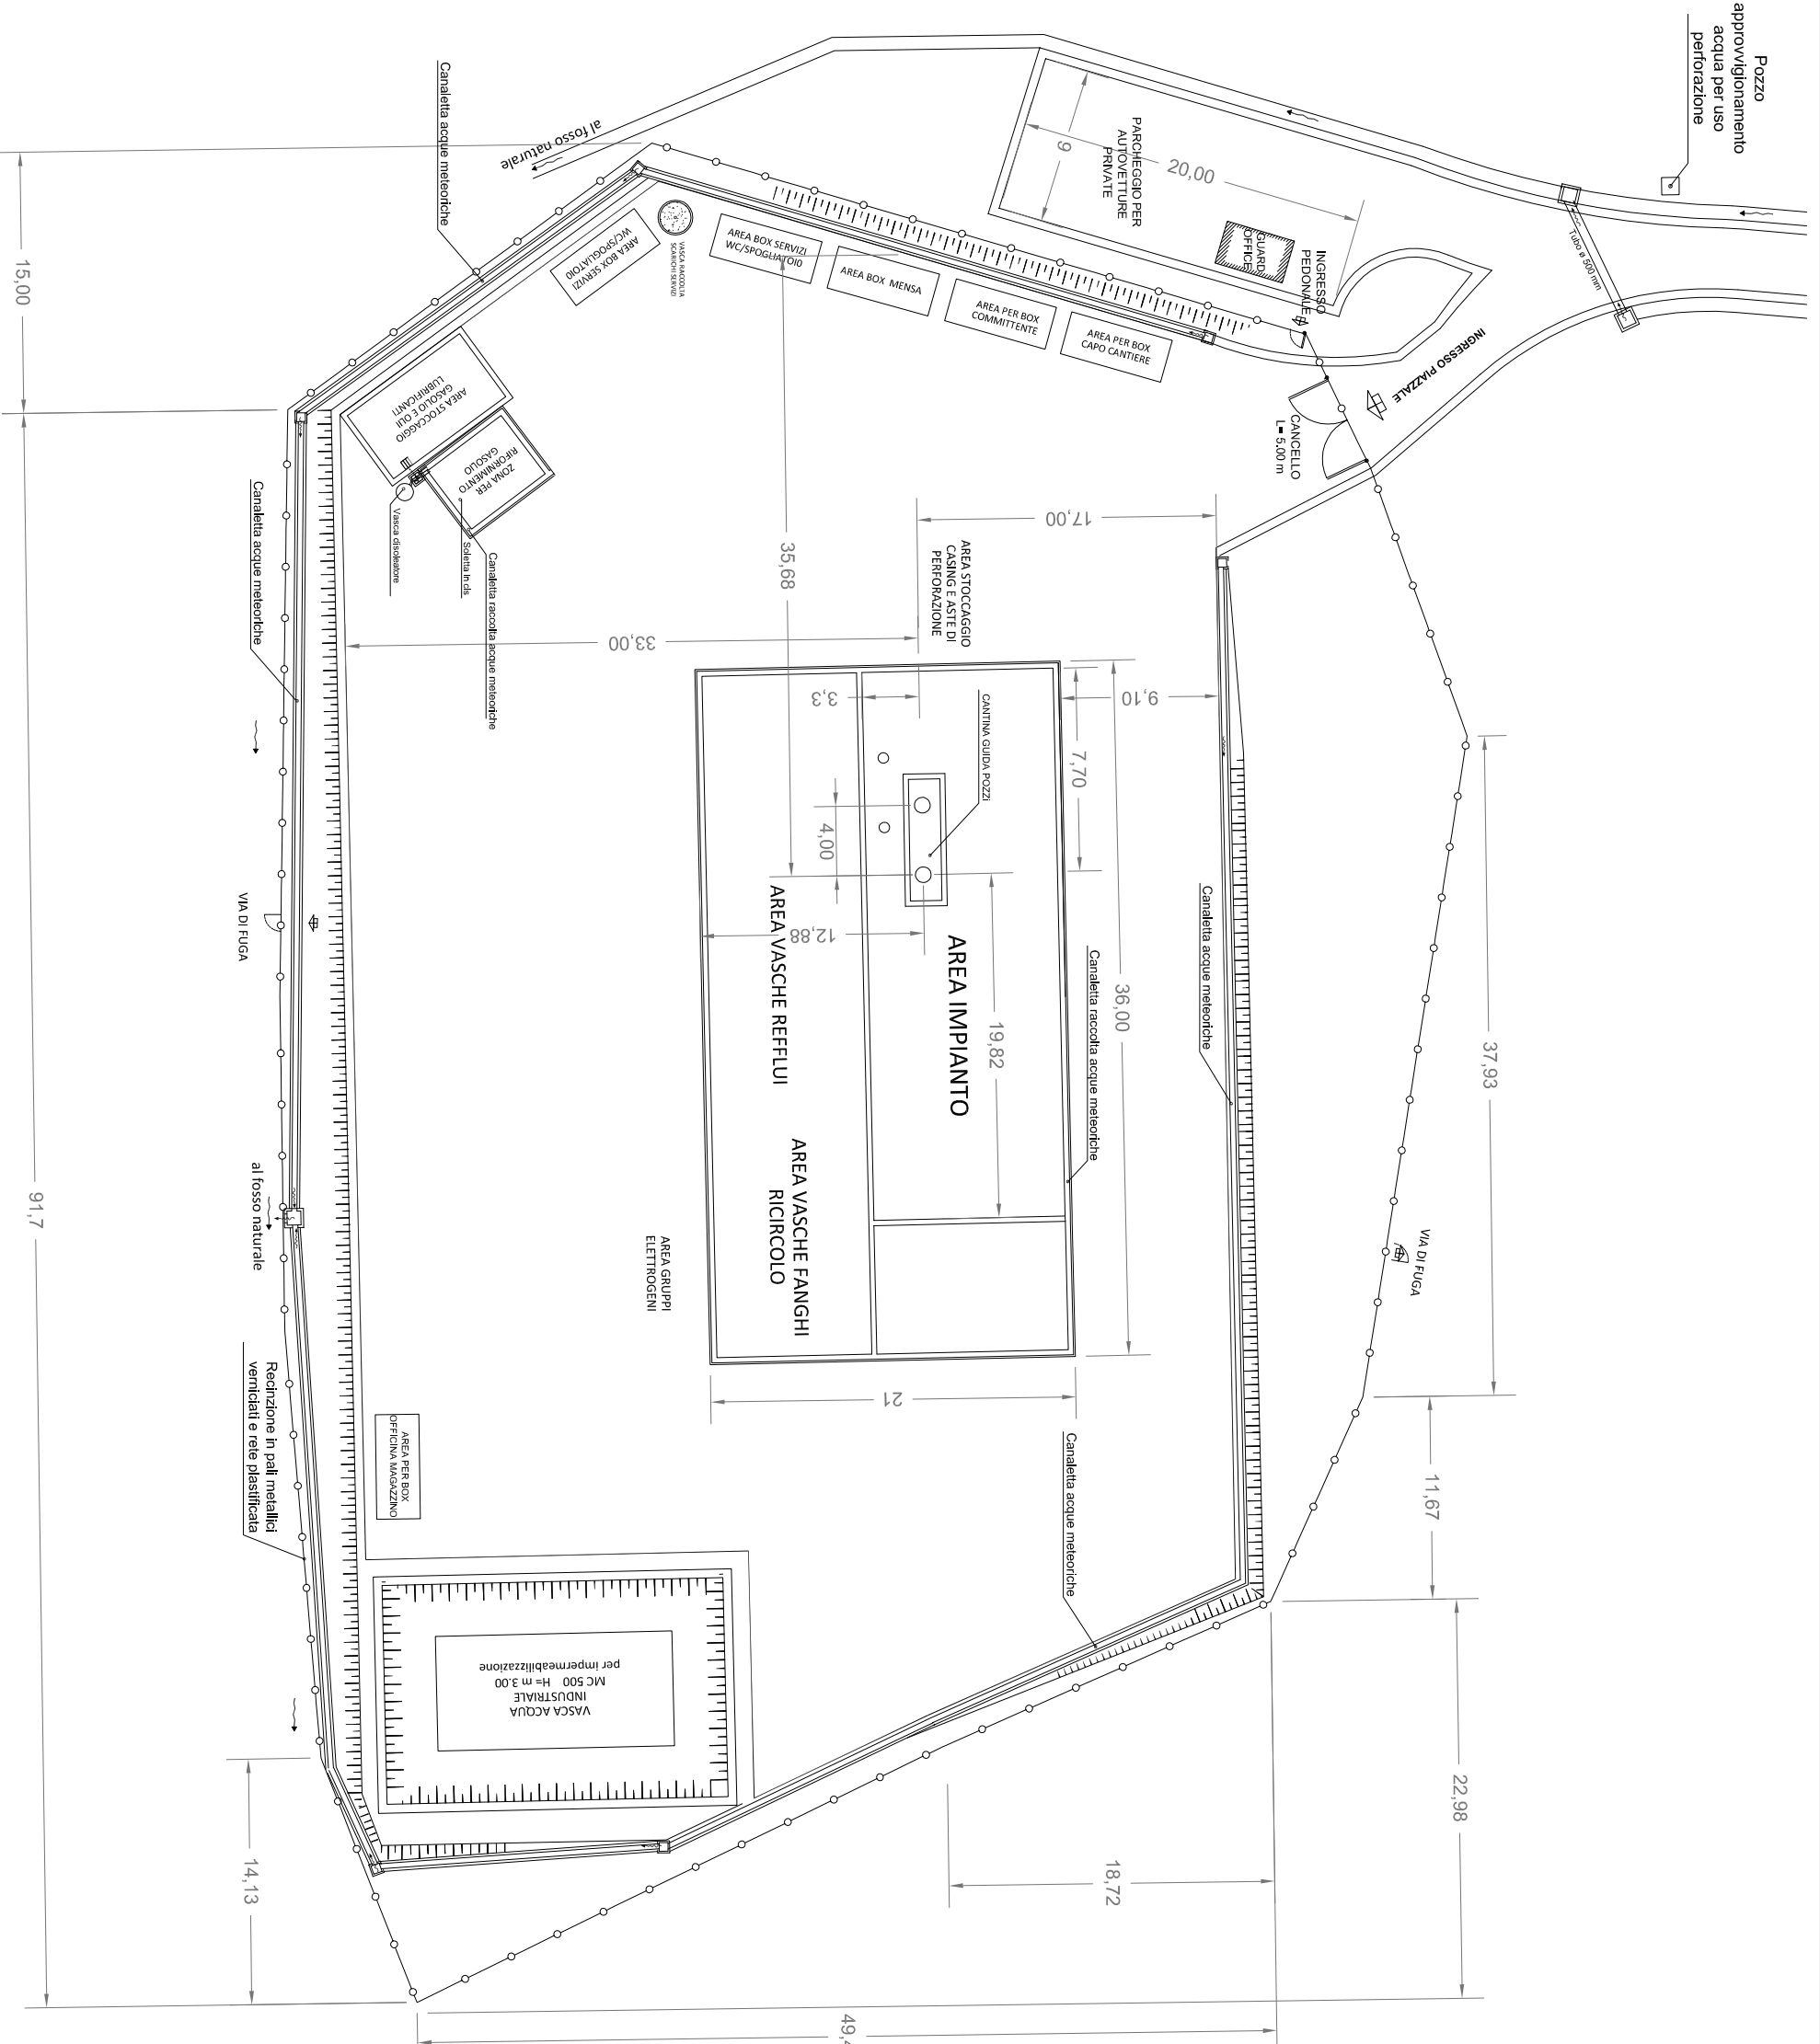 Pozzo
approvvigionamento
acqua per uso
perforazione
Tubo ø 500 mm
INGRESSO PIAZZALE
INGRESSO
PEDONALE
GUARD
OFFICE
CANCELLO
L= 5.00 m
PARCHEGGIO PER
AUTOVETTURE
PRIVATE
20,00
9
al fosso naturale
Canaletta acque meteoriche
15,00
AREA BOX SERVIZI
WC/SPOGLIATOIO
VASCA RACCOLTA
SCARICHI SERVIZI
AREA BOX SERVIZI
WC/SPOGLIATOIO
AREA BOX MENSA
AREA PER BOX
COMMITTENTE
AREA PER BOX
CAPO CANTIERE
AREA STOCCAGGIO
GASOLIO E OLII
LUBRIFICANTI
ZONA PER
RIFORNIMENTO
GASOLIO
Vasca disoleatore
Soletta in cls
Canaletta raccolta acque meteoriche
Canaletta acque meteoriche
35,68
17,00
33,00
AREA STOCCAGGIO
CASING E ASTE DI
PERFORAZIONE
3,3
9,10
7,70
CANTINA GUIDA POZZI
4,00
12,88
36,00
19,82
AREA IMPIANTO
AREA VASCHE REFFLUI
AREA VASCHE FANGHI
RICIRCOLO
Canaletta raccolta acque meteoriche
Canaletta acque meteoriche
37,93
VIA DI FUGA
VIA DI FUGA
al fosso naturale
91,7
AREA GRUPPI
ELETTROGENI
21
11,67
Canaletta acque meteoriche
Recinzione in pali metallici
verniciati e rete plastificata
AREA PER BOX
OFFICINA MAGAZZINO
VASCA ACQUA
INDUSTRIALE
MC 500 H= m 3.00
per impermeabilizzazione
22,98
18,72
14,13